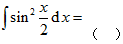 ∫sin²(x/2)dx= （ ）